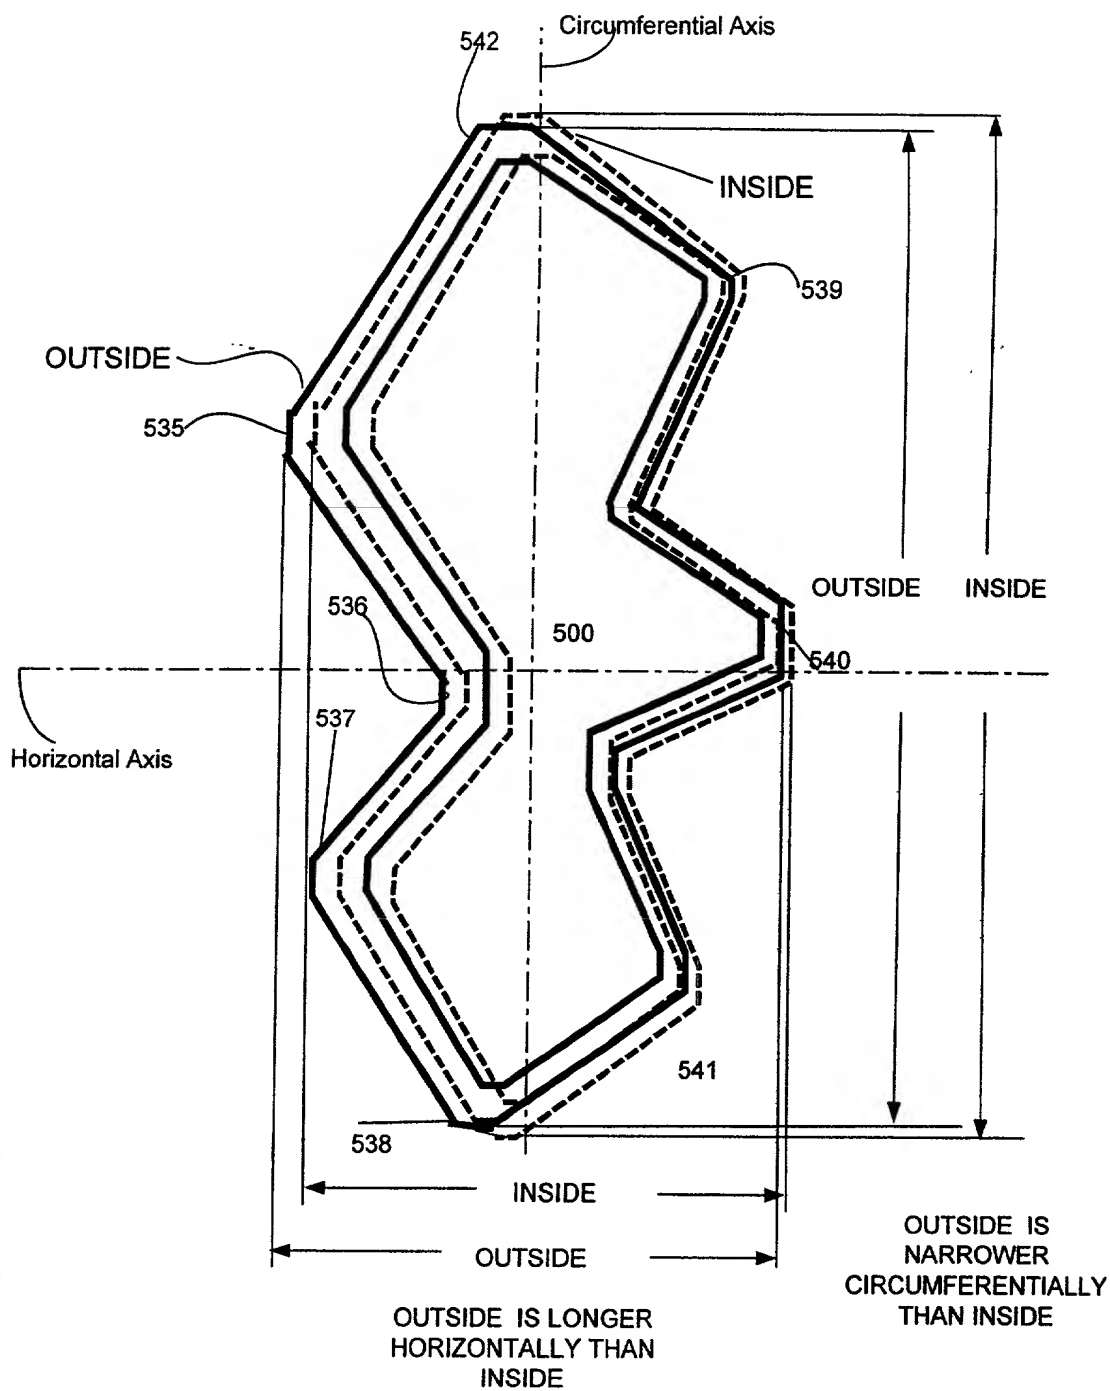 Circumferential Axis
542
INSIDE
539
OUTSIDE
535
OUTSIDE
INSIDE
536
500
540
537
Horizontal Axis
541
538
INSIDE
OUTSIDE
OUTSIDE IS
NARROWER
CIRCUMFERENTIALLY
THAN INSIDE
OUTSIDE IS LONGER
HORIZONTALLY THAN
INSIDE